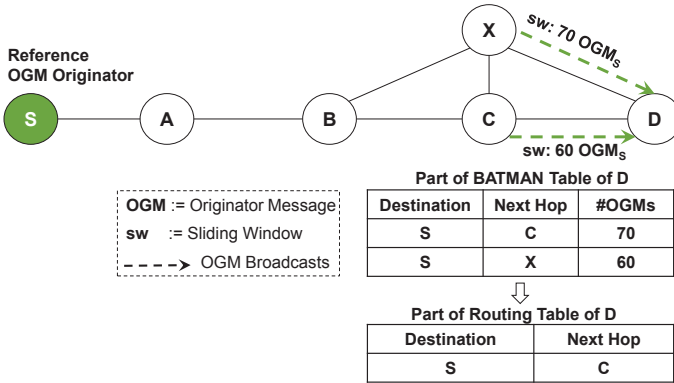 X
sw: 70 OGMS
Reference
OGM Originator
S
A
B
C
D
sw: 60 OGMS
Part of BATMAN Table of D
OGM := Originator Message
sw := Sliding Window
OGM Broadcasts
Destination Next Hop #OGMs
S C 70
S X 60
Part of Routing Table of D
Destination Next Hop
S C